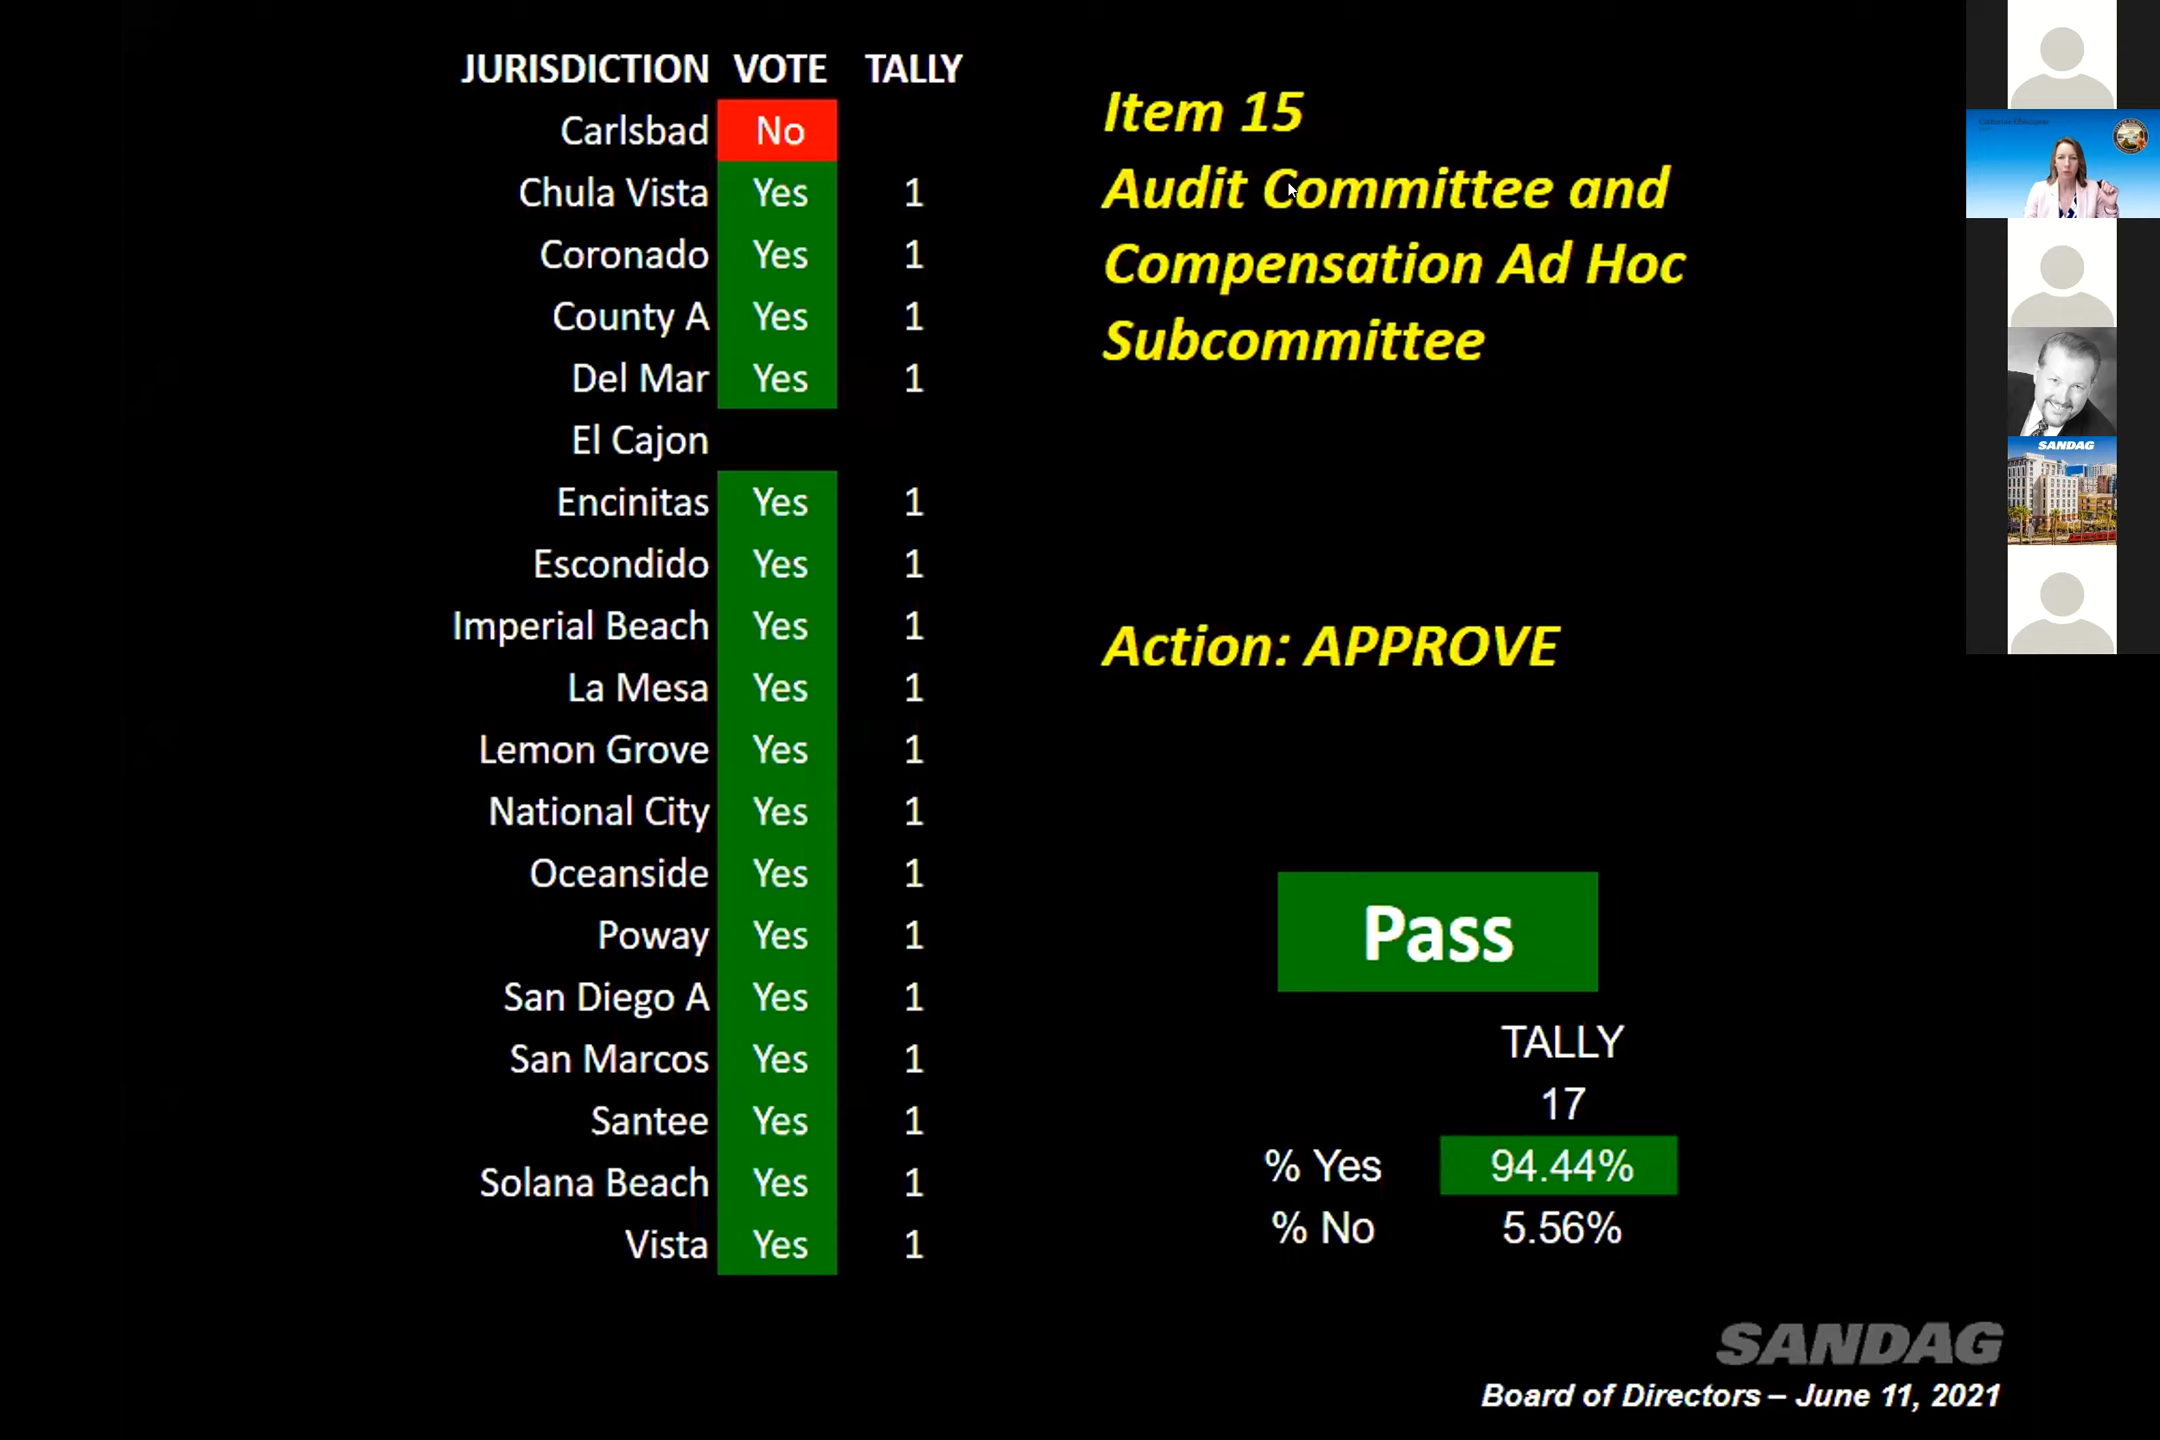 JURISDICTION VOTE TALLY
Carlsbad No
Chula Vista Yes 1
Coronado Yes 1
County A Yes 1
Del Mar Yes 1
El Cajon
Encinitas Yes 1
Escondido Yes 1
Imperial Beach Yes 1
La Mesa Yes 1
Lemon Grove Yes 1
National City Yes 1
Oceanside Yes 1
Poway Yes 1
San Diego A Yes 1
San Marcos Yes 1
Santee Yes 1
Solana Beach Yes 1
Vista Yes 1
Item 15
Audit Committee and
Compensation Ad Hoc
Subcommittee
Action: APPROVE
Pass
TALLY
17
% Yes 94.44%
% No 5.56%
SANDAG
Board of Directors – June 11, 2021
SANDAG